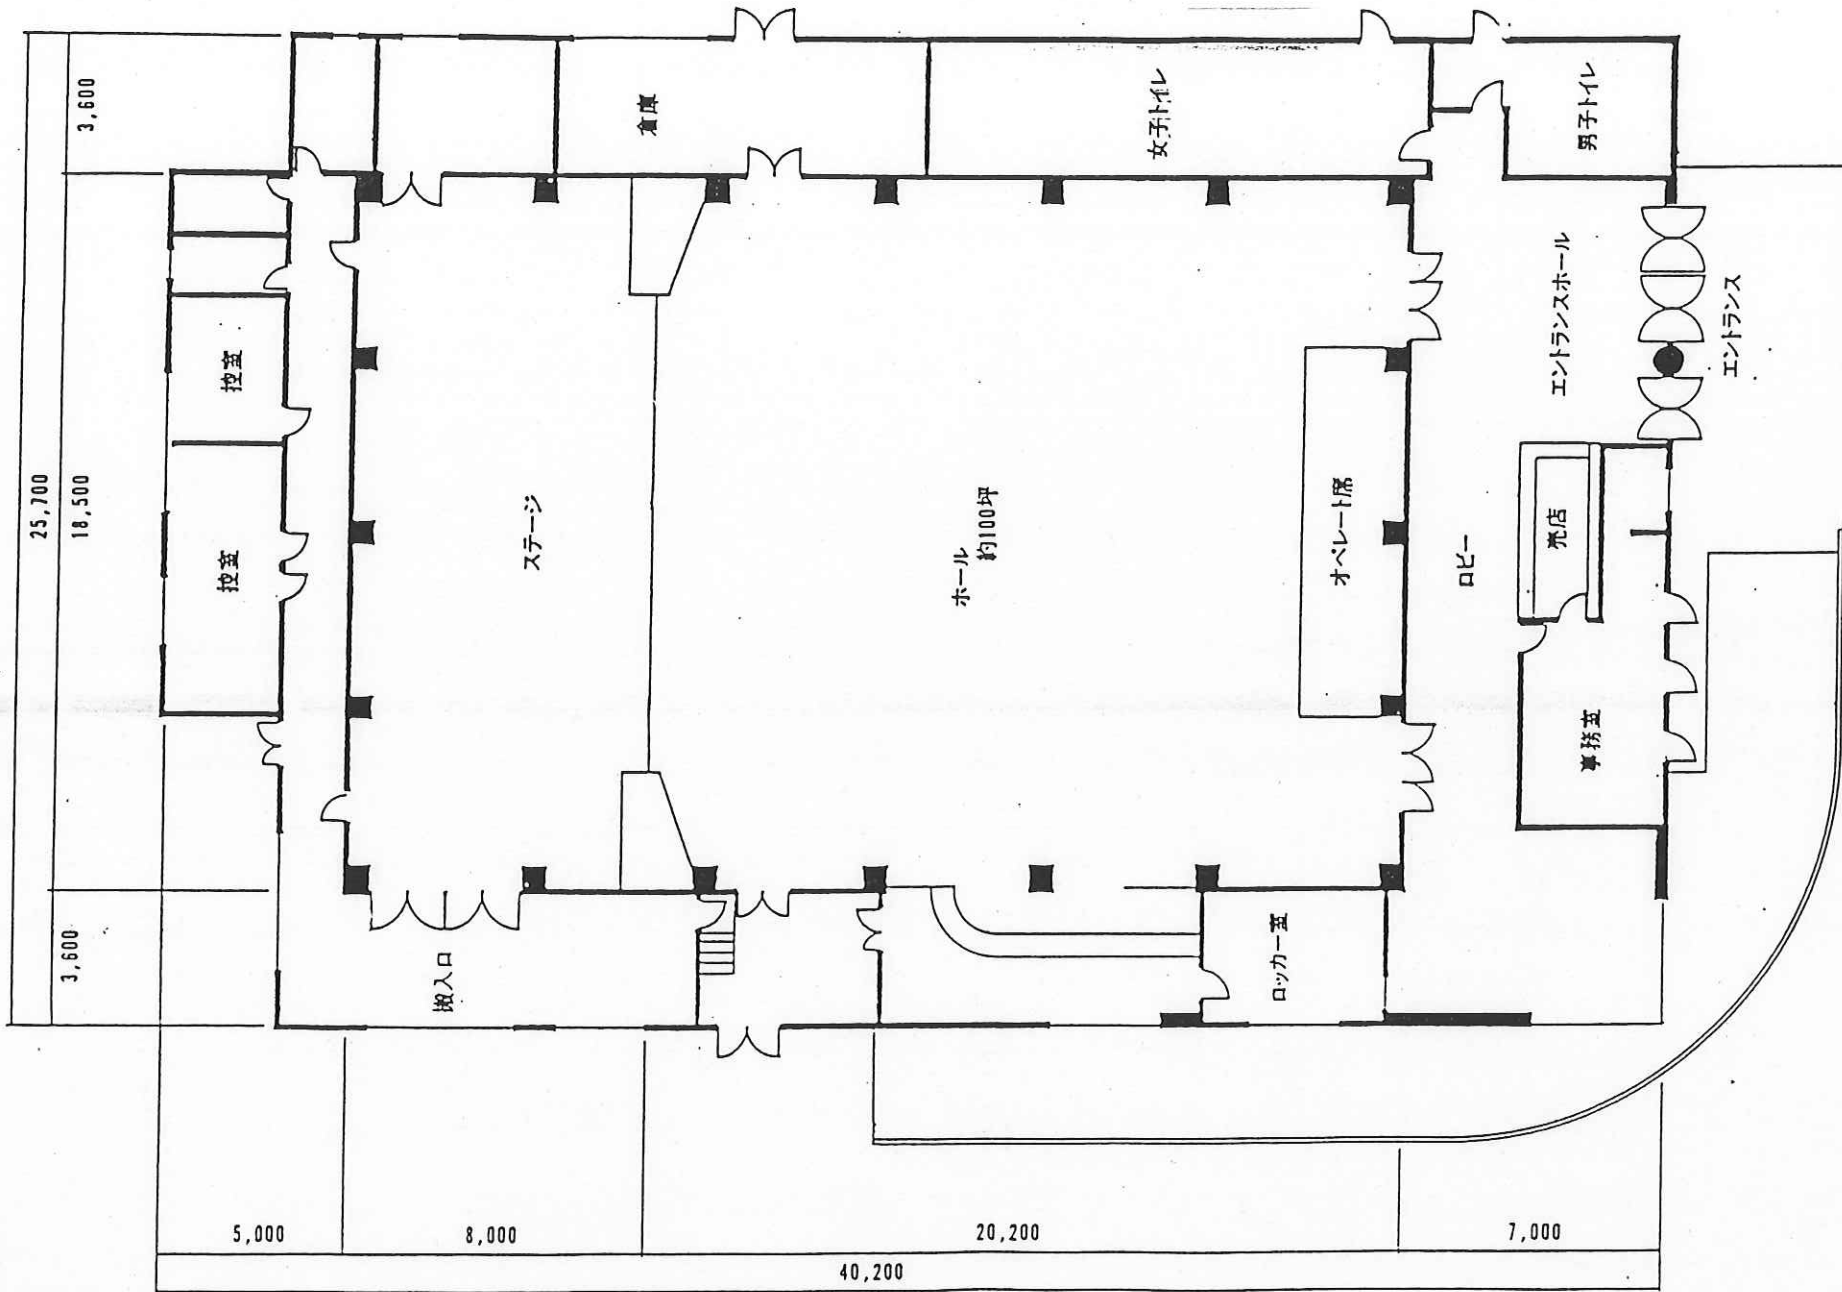 3,600
25,700
18,500
3,600
倉庫
女子トイレ
男子トイレ
控室
控室
ステージ
ホール
約100坪
オペレート席
ロビー
エントランスホール
エントランス
売店
事務室
搬入口
ロッカー室
5,000
8,000
20,200
7,000
40,200